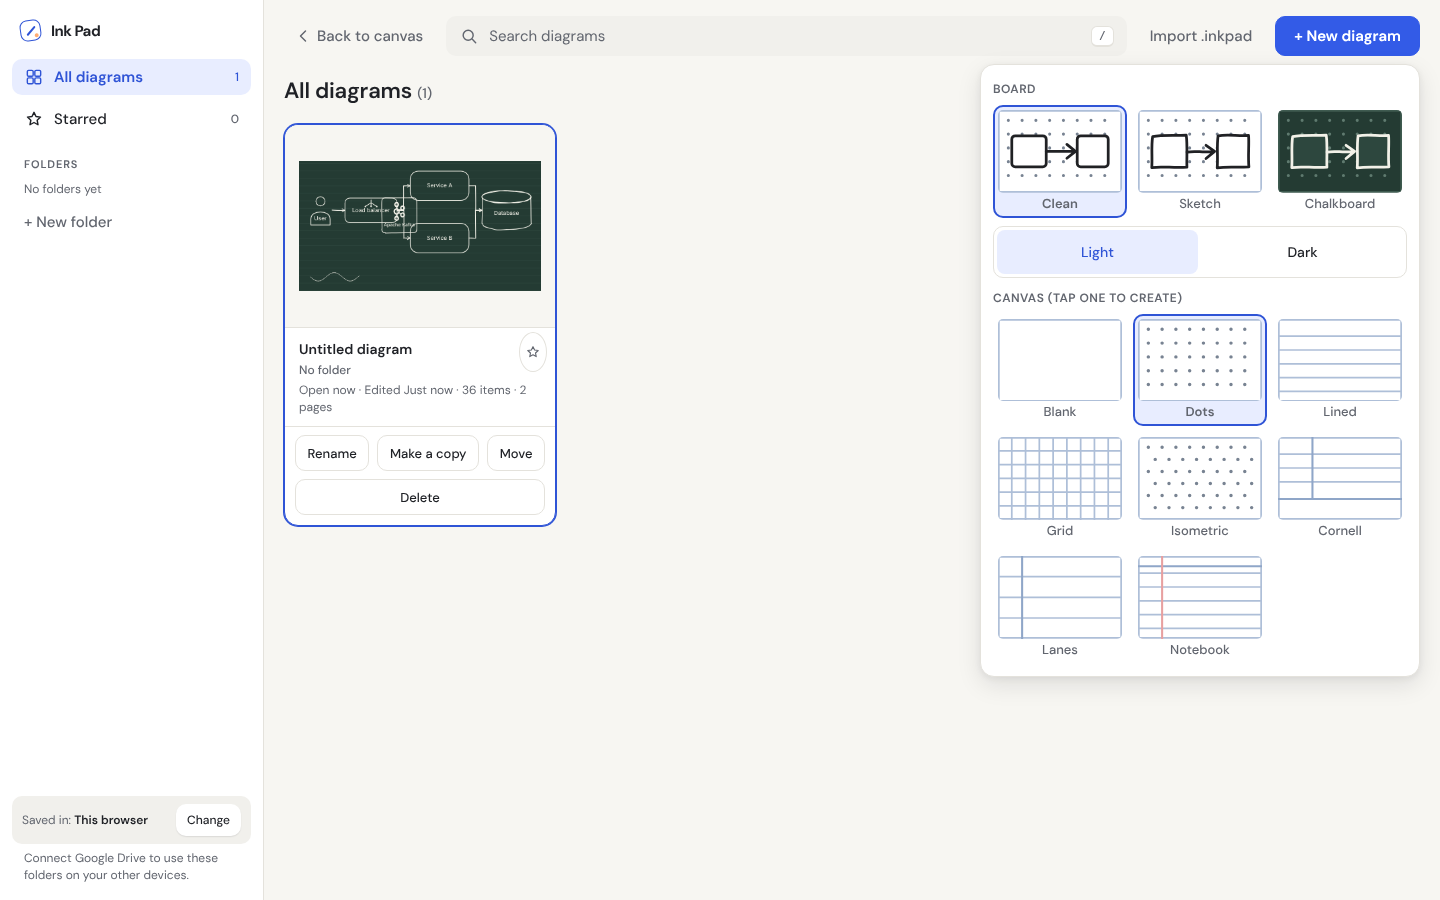 Ink Pad
All diagrams 1
Starred 0
FOLDERS
No folders yet
+ New folder
Saved in: This browser
Change
Connect Google Drive to use these
folders on your other devices.
Back to canvas
Search diagrams
/
Import .inkpad
+ New diagram
All diagrams (1)
User
Load balancer
Apache Kafka
Service A
Service B
Database
Untitled diagram
No folder
Open now · Edited Just now · 36 items · 2
pages
Rename
Make a copy
Move
Delete
BOARD
Clean
Sketch
Chalkboard
Light
Dark
CANVAS (TAP ONE TO CREATE)
Blank
Dots
Lined
Grid
Isometric
Cornell
Lanes
Notebook